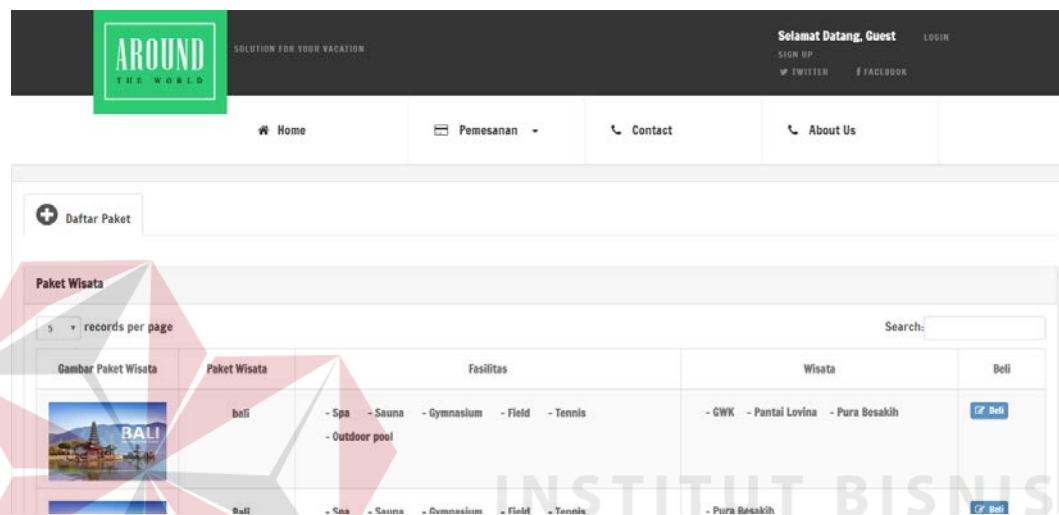 AROUND
THE WORLD
SOLUTION FOR YOUR VACATION
Selamat Datang, Guest LOGIN
SIGN UP
TWITTER FACEBOOK
Home Pemesanan Contact About Us
Daftar Paket
Paket Wisata
5 records per page Search:
Gambar Paket Wisata Paket Wisata Fasilitas Wisata Beli
BALI bali - Spa - Sauna - Gymnasium - Field - Tennis - GWK - Pantai Lovina - Pura Besakih Beli
- Outdoor pool
INSTITUT BISNIS
Bali - Spa - Sauna - Gymnasium - Field - Tennis - Pura Besakih Beli